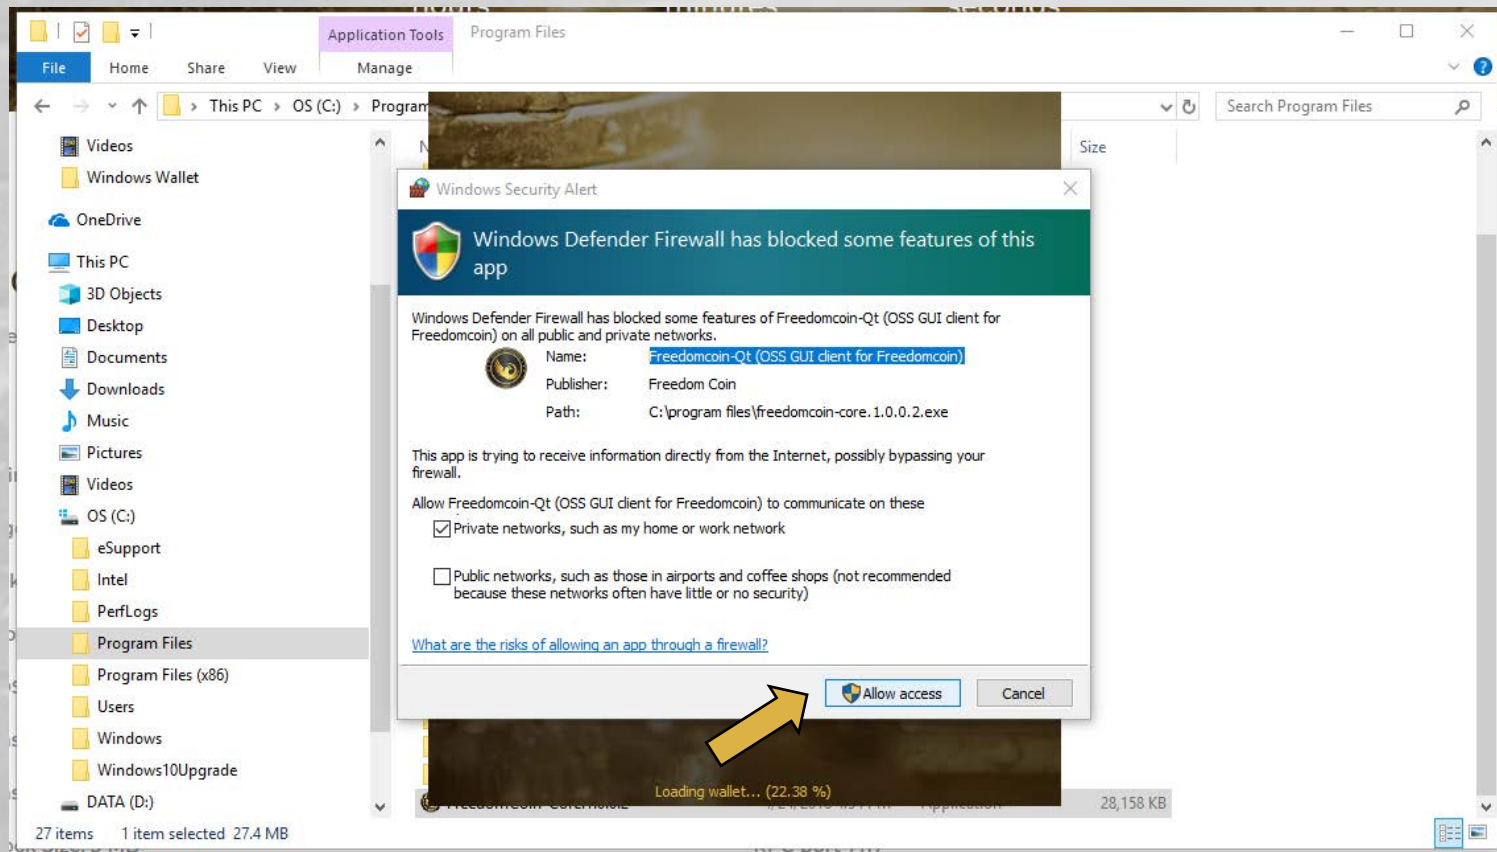 hours minutes seconds
Application Tools Program Files
File Home Share View Manage
This PC > OS (C:) > Program
Search Program Files
Size
Videos
Windows Wallet
OneDrive
This PC
3D Objects
Desktop
Documents
Downloads
Music
Pictures
Videos
OS (C:)
eSupport
Intel
PerfLogs
Program Files
Program Files (x86)
Users
Windows
Windows10Upgrade
DATA (D:)
Windows Security Alert
Windows Defender Firewall has blocked some features of this
app
Windows Defender Firewall has blocked some features of Freedomcoin-Qt (OSS GUI client for
Freedomcoin) on all public and private networks.
Name: Freedomcoin-Qt (OSS GUI client for Freedomcoin)
Publisher: Freedom Coin
Path: C:\program files\freedomcoin-core.1.0.0.2.exe
This app is trying to receive information directly from the Internet, possibly bypassing your
firewall.
Allow Freedomcoin-Qt (OSS GUI client for Freedomcoin) to communicate on these
Private networks, such as my home or work network
Public networks, such as those in airports and coffee shops (not recommended
because these networks often have little or no security)
What are the risks of allowing an app through a firewall?
Allow access Cancel
Loading wallet... (22.38 %)
28,158 KB
27 items 1 item selected 27.4 MB